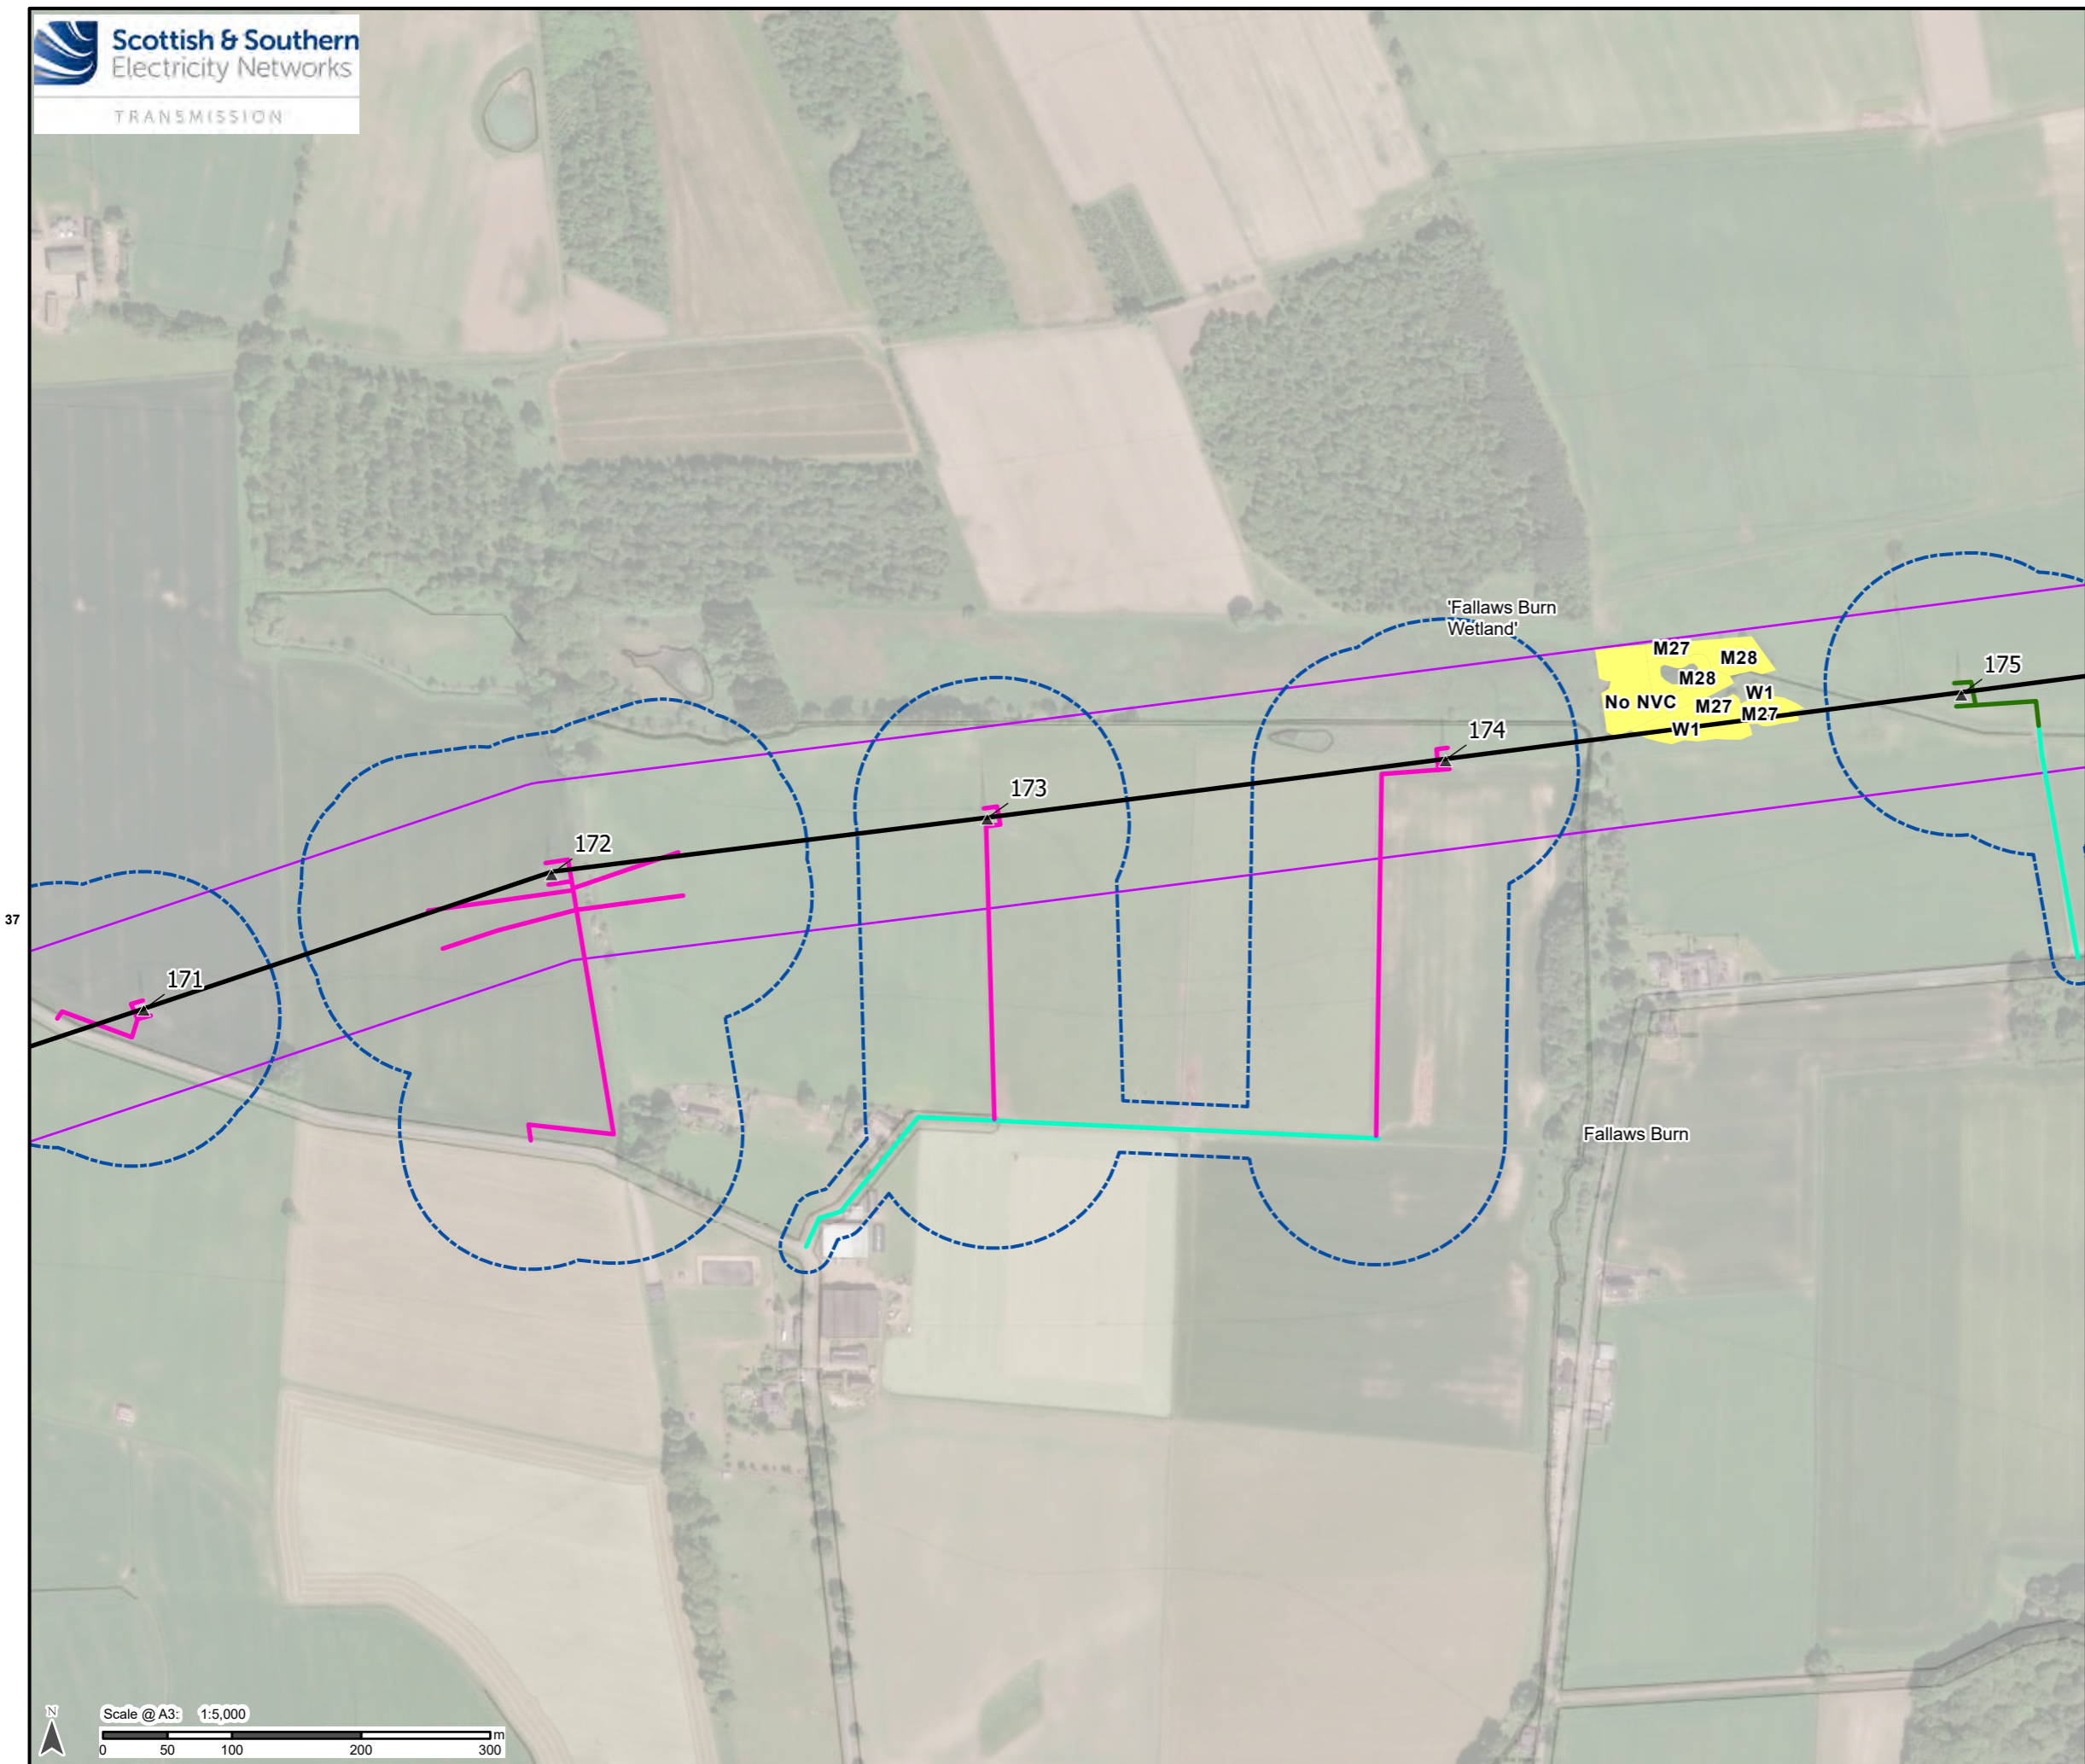 Scottish & Southern
Electricity Networks
TRANSMISSION
'Fallaws Burn
Wetland'
M27
M28
M28
175
W1
No NVC
M27
M27
W1
174
173
172
37
171
Fallaws Burn
N
Scale @ A3: 1:5,000
m
0 50 100 200 300